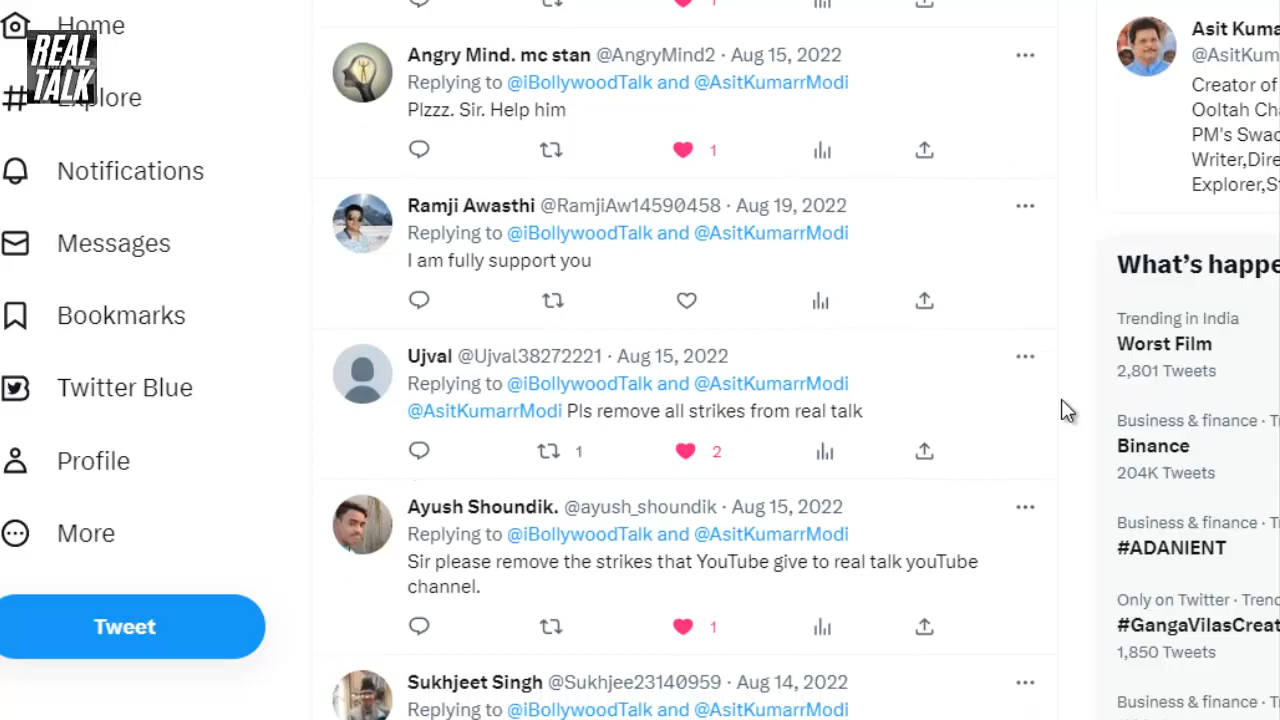 Home
REAL
TALK
Explore
Notifications
Messages
Bookmarks
Twitter Blue
Profile
More
Tweet
1
Angry Mind. mc stan @AngryMind2 · Aug 15, 2022
Replying to @iBollywoodTalk and @AsitKumarrModi
Plzzz. Sir. Help him
1
Ramji Awasthi @RamjiAw14590458 · Aug 19, 2022
Replying to @iBollywoodTalk and @AsitKumarrModi
I am fully support you
Ujval @Ujval38272221 · Aug 15, 2022
Replying to @iBollywoodTalk and @AsitKumarrModi
@AsitKumarrModi Pls remove all strikes from real talk
1 2
Ayush Shoundik. @ayush_shoundik · Aug 15, 2022
Replying to @iBollywoodTalk and @AsitKumarrModi
Sir please remove the strikes that YouTube give to real talk youTube
channel.
1
Sukhjeet Singh @Sukhjee23140959 · Aug 14, 2022
Replying to @iBollywoodTalk and @AsitKumarrModi
Asit Kuma
@AsitKum
Creator of
Ooltah Cha
PM's Swac
Writer,Dire
Explorer,S
What's happe
Trending in India
Worst Film
2,801 Tweets
Business & finance · Tr
Binance
204K Tweets
Business & finance · T
#ADANIENT
Only on Twitter · Trend
#GangaVilasCreat
1,850 Tweets
Business & finance · T